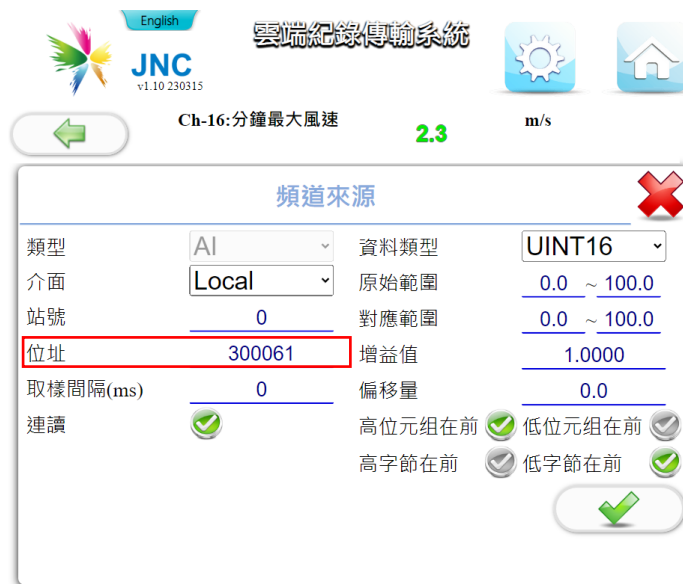 English
雲端紀錄傳輸系統
JNC
v1.10 230315
Ch-16:分鐘最大風速 2.3 m/s
頻道來源
類型 AI 資料類型 UINT16
介面 Local 原始範圍 0.0 ~ 100.0
站號 0 對應範圍 0.0 ~ 100.0
位址 300061 增益值 1.0000
取樣間隔(ms) 0 偏移量 0.0
連讀 高位元组在前 低位元组在前
高字節在前 低字節在前